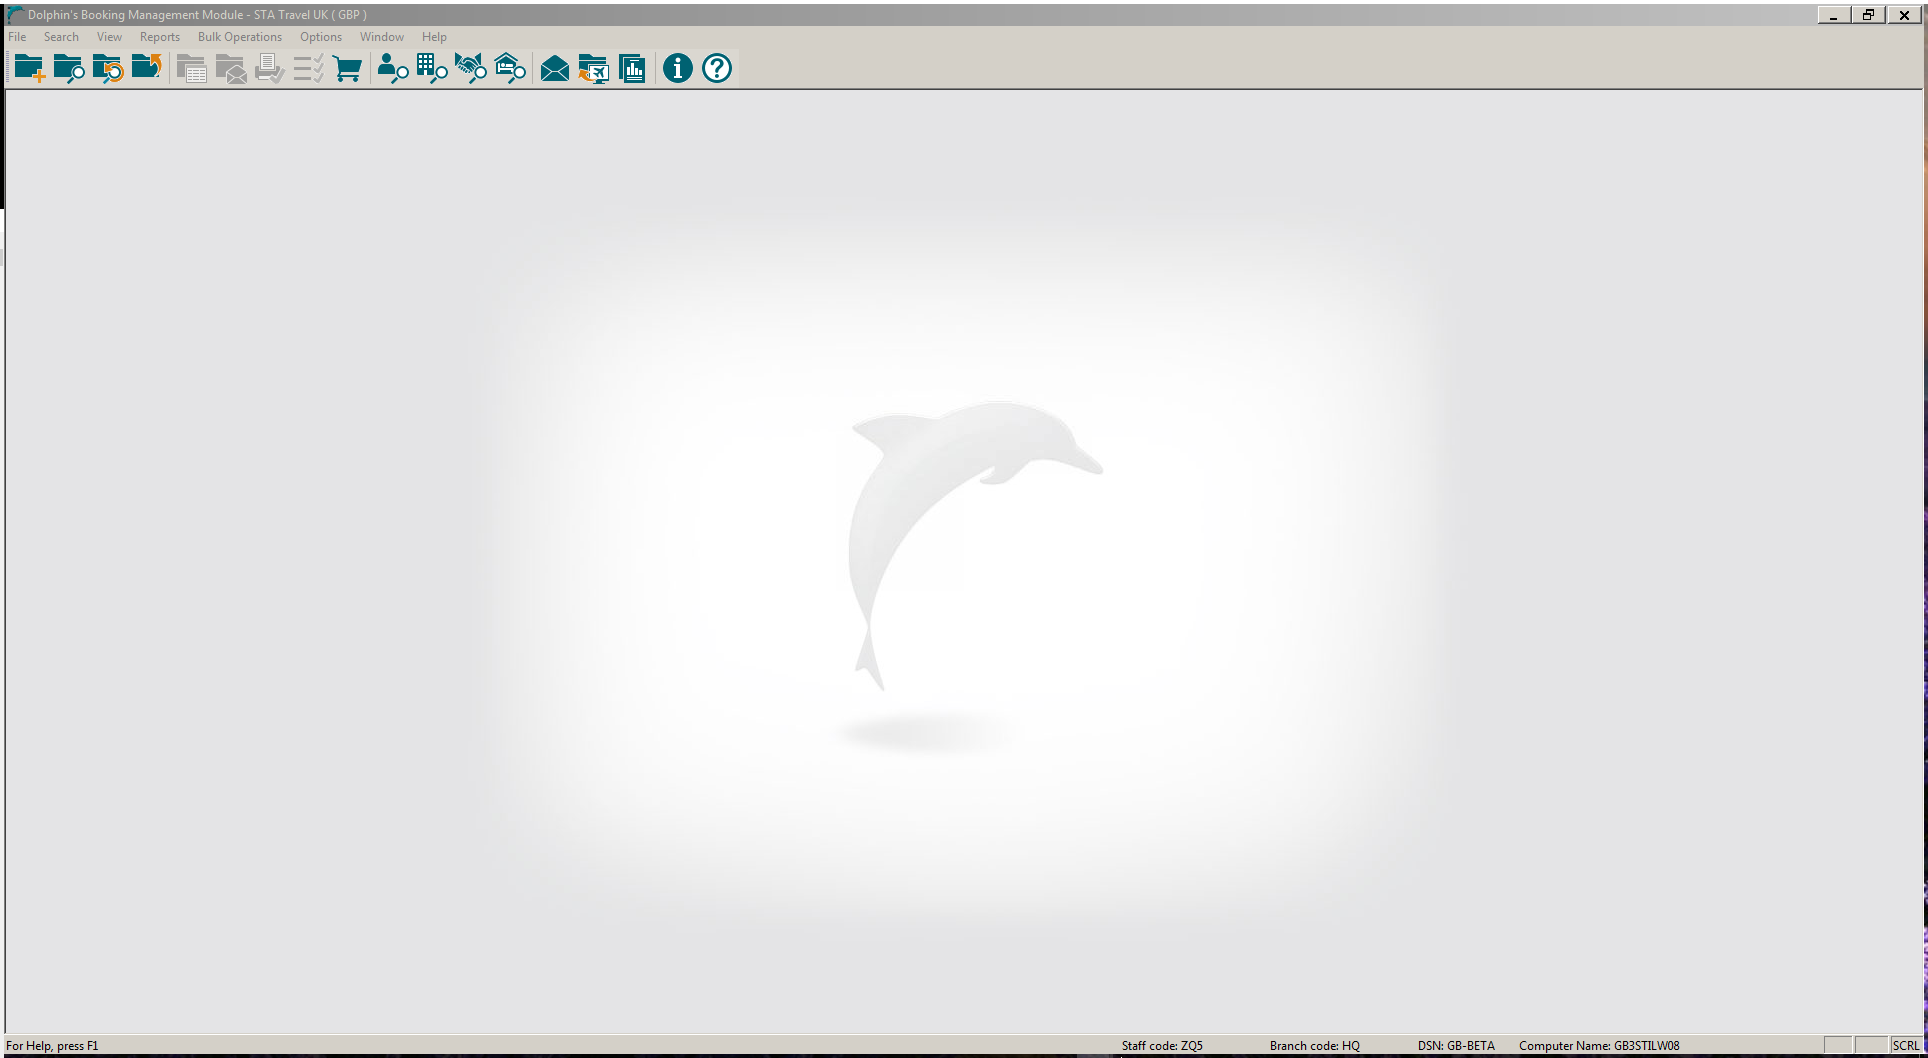 Dolphin's Booking Management Module - STA Travel UK ( GBP )
File Search View Reports Bulk Operations Options Window Help
For Help, press F1 Staff code: ZQ5 Branch code: HQ DSN: GB-BETA Computer Name: GB3STILW08 SCRL